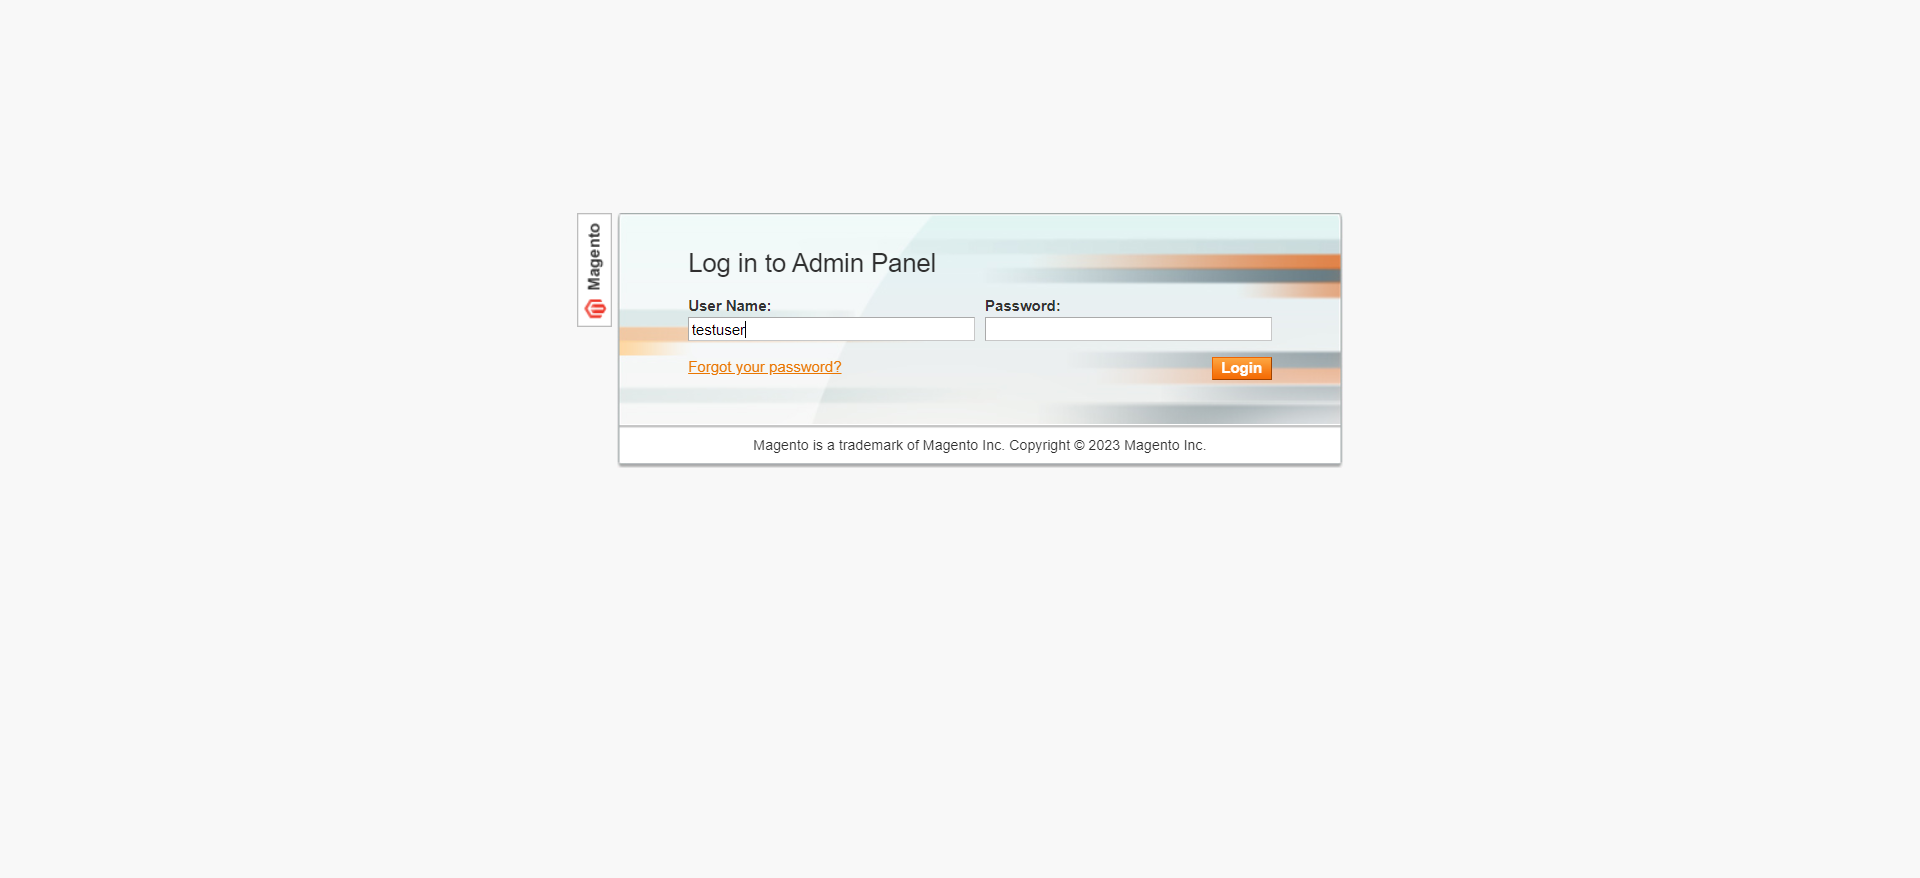 Magento
Log in to Admin Panel
User Name:
Password:
testuser
Forgot your password?
Login
Magento is a trademark of Magento Inc. Copyright © 2023 Magento Inc.